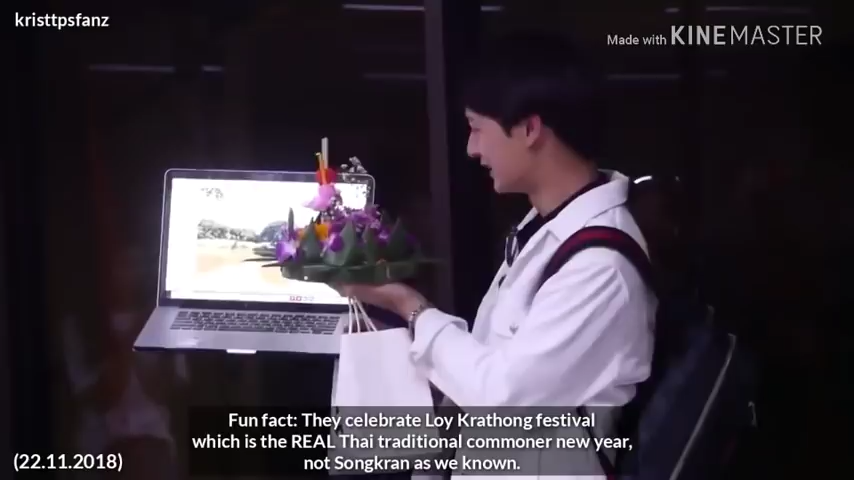 kristtpsfanz
Made with KINEMASTER
Fun fact: They celebrate Loy Krathong festival
which is the REAL Thai traditional commoner new year,
not Songkran as we known.
(22.11.2018)